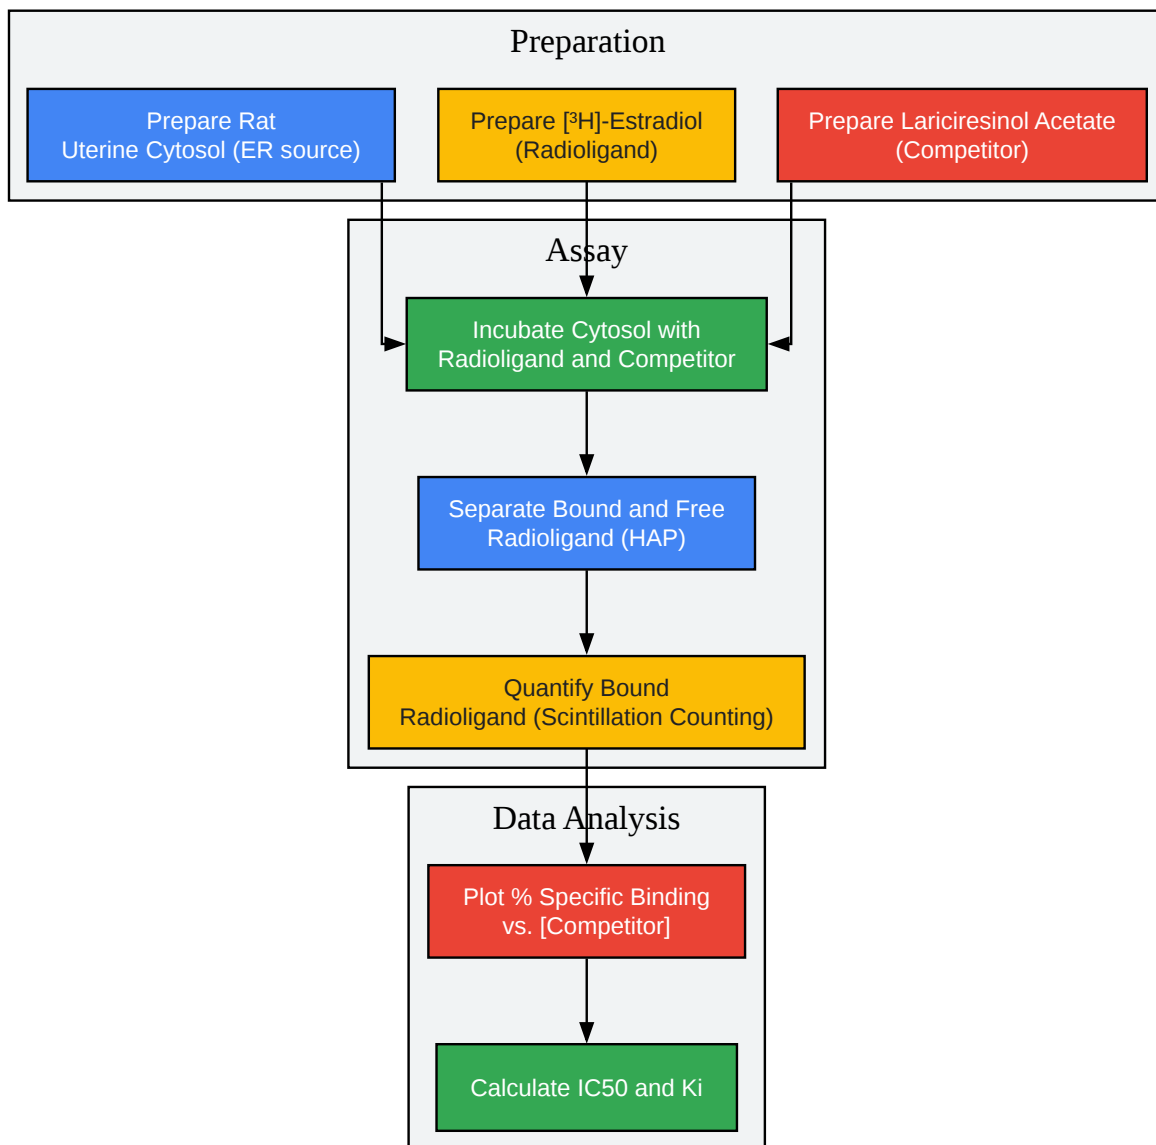 Preparation
Prepare Rat
Uterine Cytosol (ER source)
Prepare [³H]-Estradiol
(Radioligand)
Prepare Lariciresinol Acetate
(Competitor)
Assay
Incubate Cytosol with
Radioligand and Competitor
Separate Bound and Free
Radioligand (HAP)
Quantify Bound
Radioligand (Scintillation Counting)
Data Analysis
Plot % Specific Binding
vs. [Competitor]
Calculate IC50 and Ki